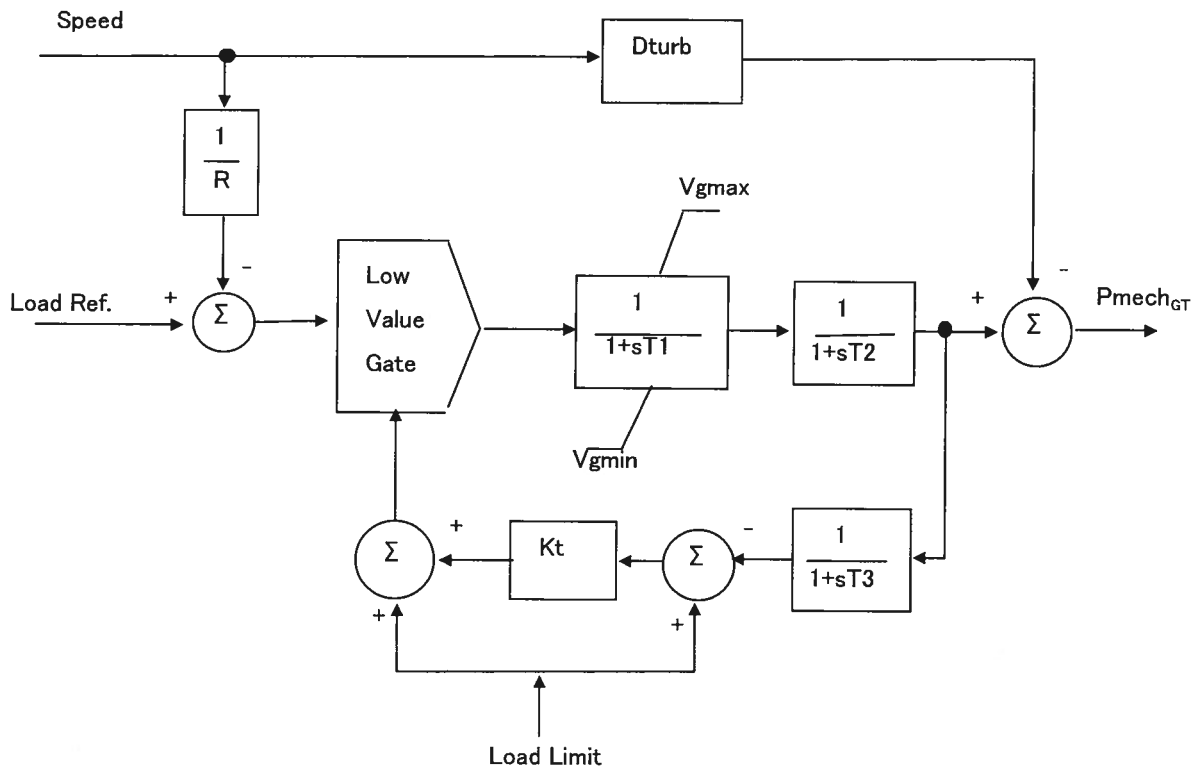 Speed
Dturb
1
R
Vgmax
-
-
Load Ref.
+
Σ
Low
Value
Gate
1
1+sT1
1
1+sT2
+
Σ
PmechGT
Vgmin
Σ
+
Kt
Σ
-
1
1+sT3
+
+
Load Limit